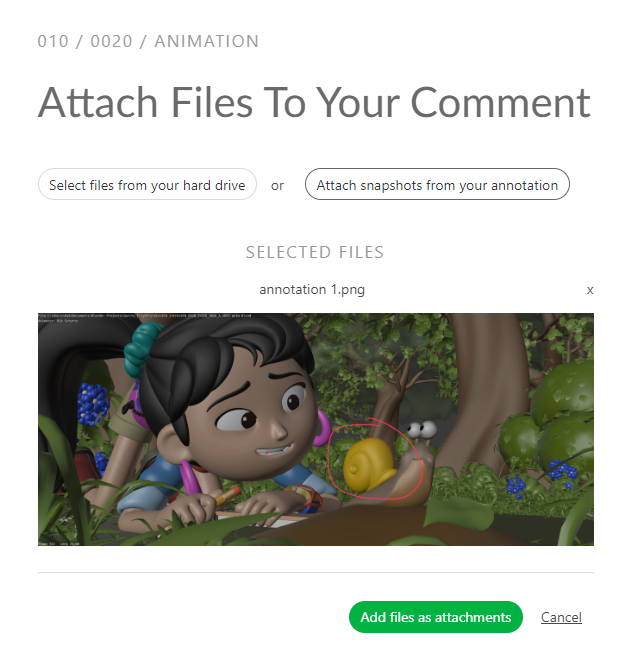 010 / 0020 / ANIMATION
Attach Files To Your Comment
Select files from your hard drive or Attach snapshots from your annotation
SELECTED FILES
annotation 1.png x
Add files as attachments Cancel